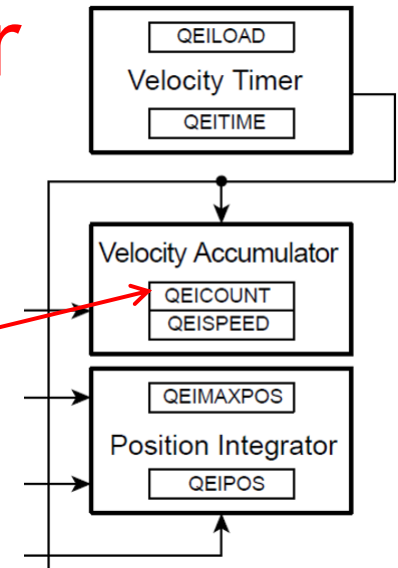 r
QEILOAD
Velocity Timer
QEITIME
Velocity Accumulator
QEICOUNT
QEISPEED
QEIMAXPOS
Position Integrator
QEIPOS